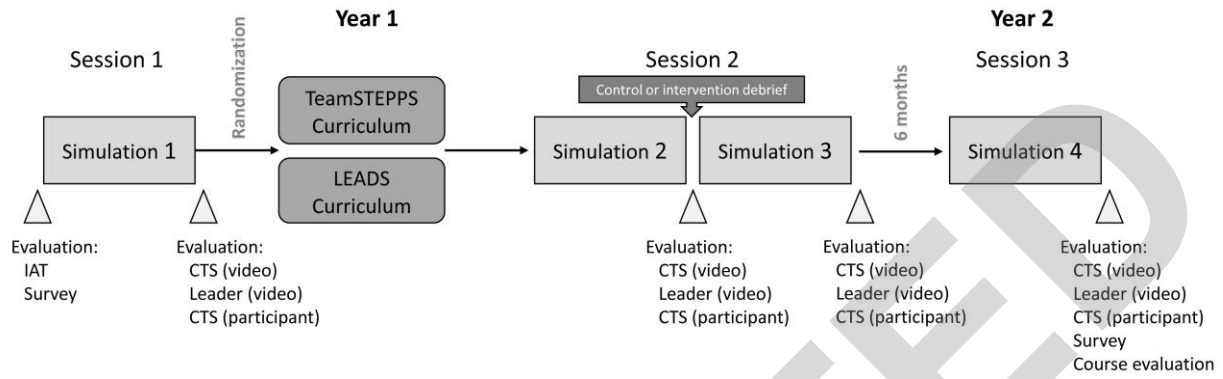 Year 1
Year 2
Session 1
Randomization
Session 2
6 months
Session 3
Control or intervention debrief
TeamSTEPPS
Curriculum
LEADS
Curriculum
Simulation 1
Simulation 2
Simulation 3
Simulation 4
Evaluation:
IAT
Survey
Evaluation:
CTS (video)
Leader (video)
CTS (participant)
Evaluation:
CTS (video)
Leader (video)
CTS (participant)
Evaluation:
CTS (video)
Leader (video)
CTS (participant)
Evaluation:
CTS (video)
Leader (video)
CTS (participant)
Survey
Course evaluation